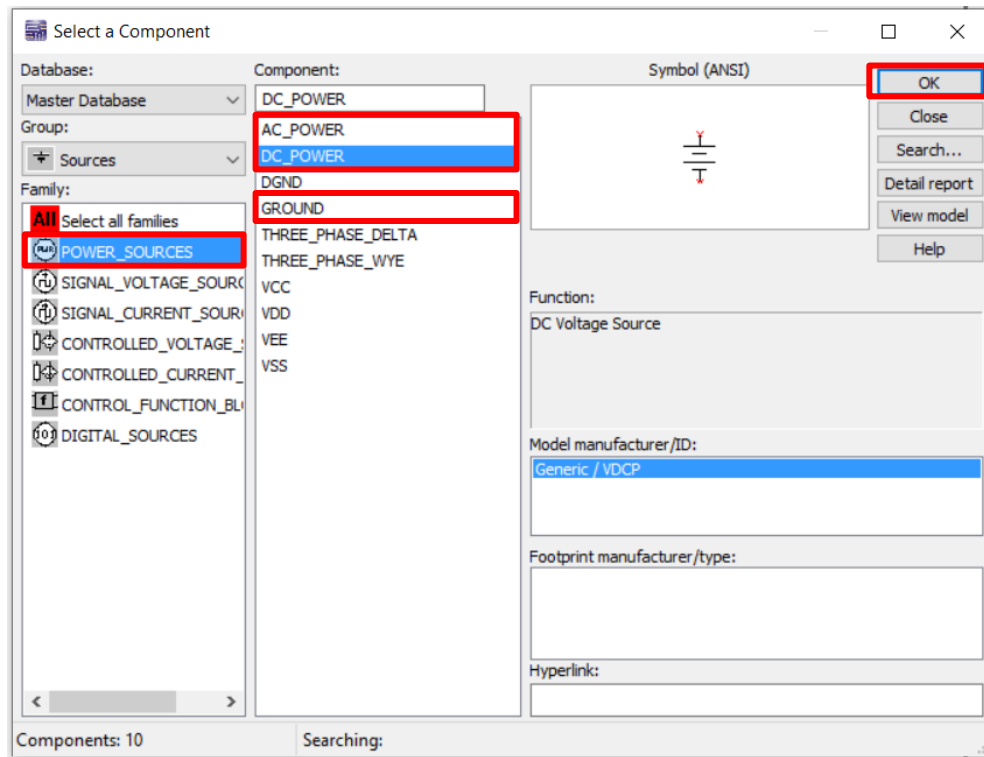 Select a Component
Database:
Master Database
Group:
Sources
Family:
All Select all families
POWER_SOURCES
SIGNAL_VOLTAGE_SOURC
SIGNAL_CURRENT_SOUR
CONTROLLED_VOLTAGE_S
CONTROLLED_CURRENT_
CONTROL_FUNCTION_BL
DIGITAL_SOURCES
Component:
DC_POWER
AC_POWER
DC_POWER
DGND
GROUND
THREE_PHASE_DELTA
THREE_PHASE_WYE
VCC
VDD
VEE
VSS
Symbol (ANSI)
OK
Close
Search...
Detail report
View model
Help
Function:
DC Voltage Source
Model manufacturer/ID:
Generic / VDCP
Footprint manufacturer/type:
Hyperlink:
Components: 10
Searching: